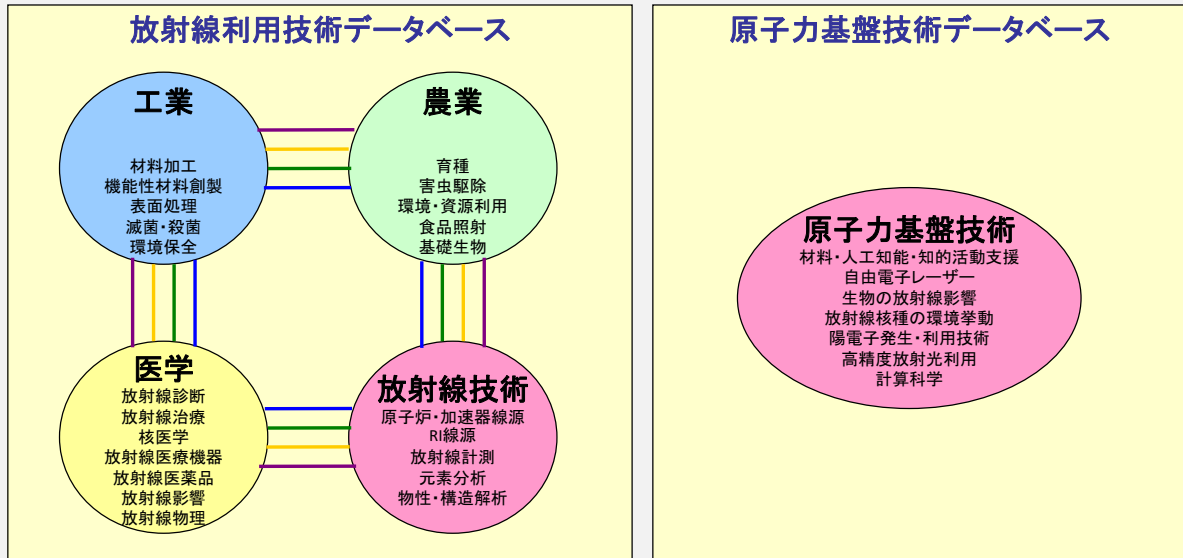 放射線利用技術データベース
工業
材料加工
機能性材料創製
表面処理
滅菌・殺菌
環境保全
農業
育種
害虫駆除
環境・資源利用
食品照射
基礎生物
医学
放射線診断
放射線治療
核医学
放射線医療機器
放射線医薬品
放射線影響
放射線物理
放射線技術
原子炉・加速器線源
RI線源
放射線計測
元素分析
物性・構造解析
原子力基盤技術データベース
原子力基盤技術
材料・人工知能・知的活動支援
自由電子レーザー
生物の放射線影響
放射線核種の環境挙動
陽電子発生・利用技術
高精度放射光利用
計算科学